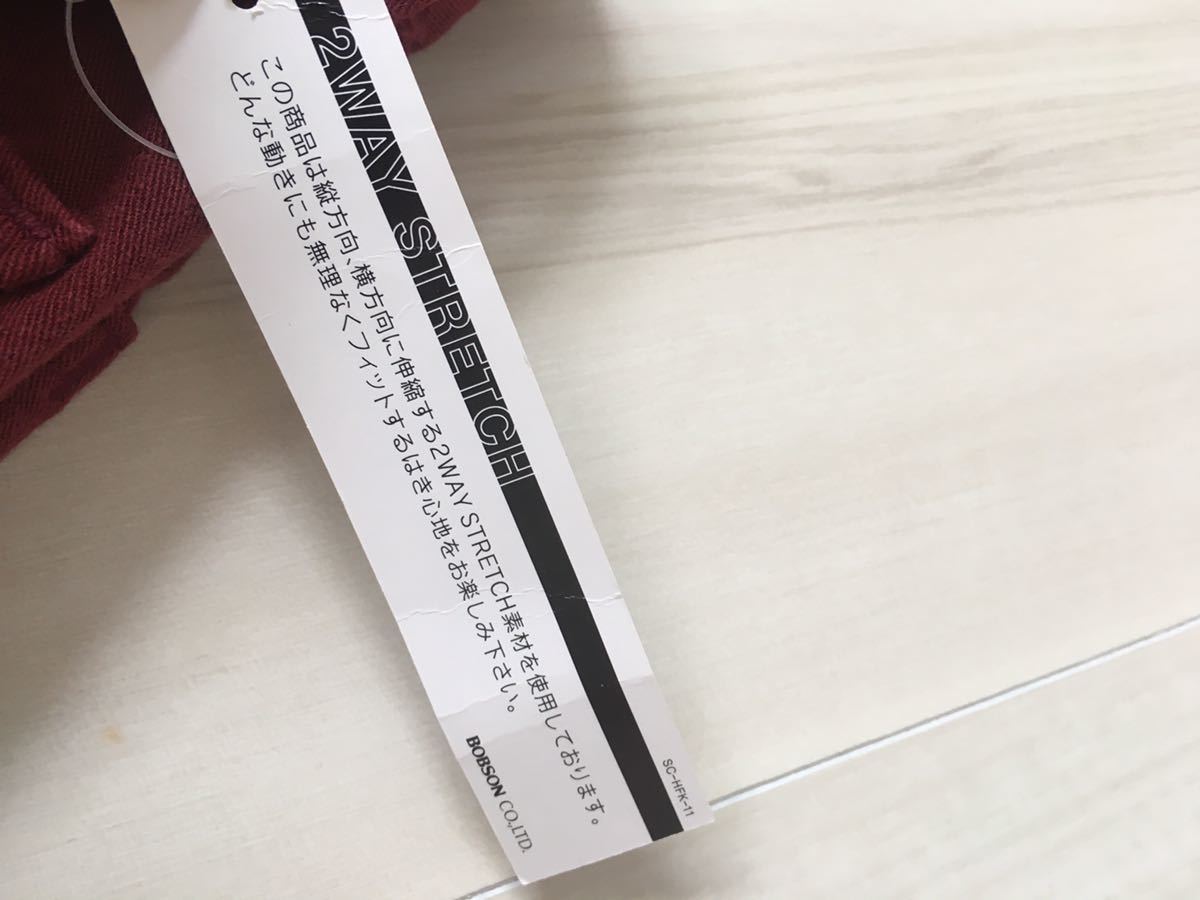 2WAY STRETCH
この商品は縦方向、横方向に伸縮する2WAY STRETCH素材を使用しております。
どんな動きにも無理なくフィットするはき心地をお楽しみ下さい。
SC-HFK-11
BOBSON CO.,LTD.